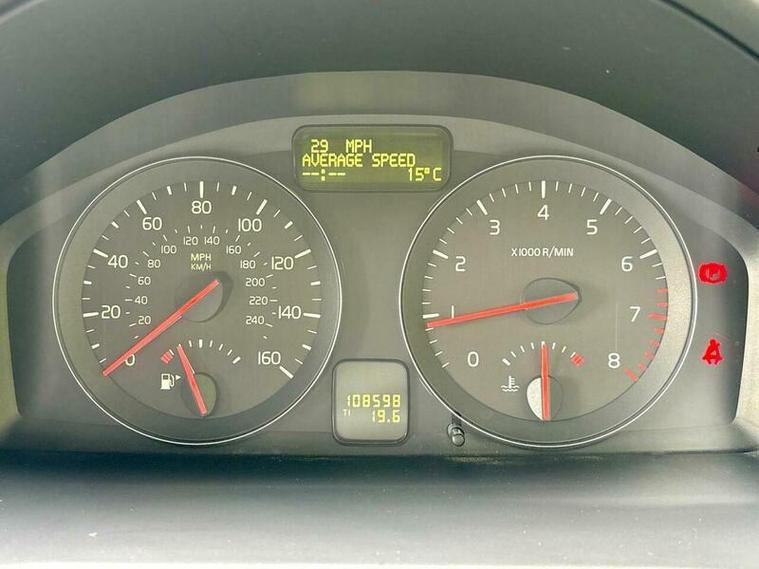 29 MPH
AVERAGE SPEED
--:-- 15°C
0 20 40 60 80 100 120 140 160
20 40 60 80 100 120 140 160 180 200 220 240
MPH
KM/H
108598
T1 19.6
0 1 2 3 4 5 6 7 8
X1000 R/MIN